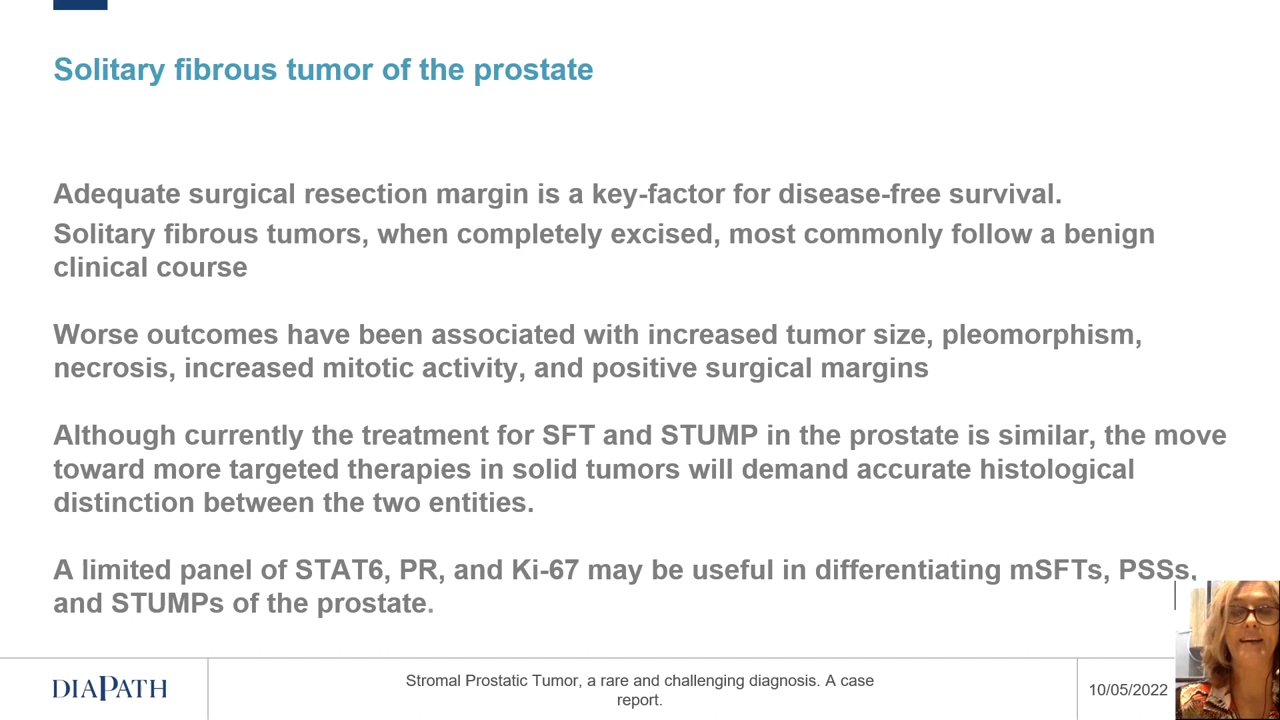 Solitary fibrous tumor of the prostate
Adequate surgical resection margin is a key-factor for disease-free survival.
Solitary fibrous tumors, when completely excised, most commonly follow a benign
clinical course
Worse outcomes have been associated with increased tumor size, pleomorphism,
necrosis, increased mitotic activity, and positive surgical margins
Although currently the treatment for SFT and STUMP in the prostate is similar, the move
toward more targeted therapies in solid tumors will demand accurate histological
distinction between the two entities.
A limited panel of STAT6, PR, and Ki-67 may be useful in differentiating mSFTs, PSSs,
and STUMPs of the prostate.
DIAPATH
Stromal Prostatic Tumor, a rare and challenging diagnosis. A case
report.
10/05/2022